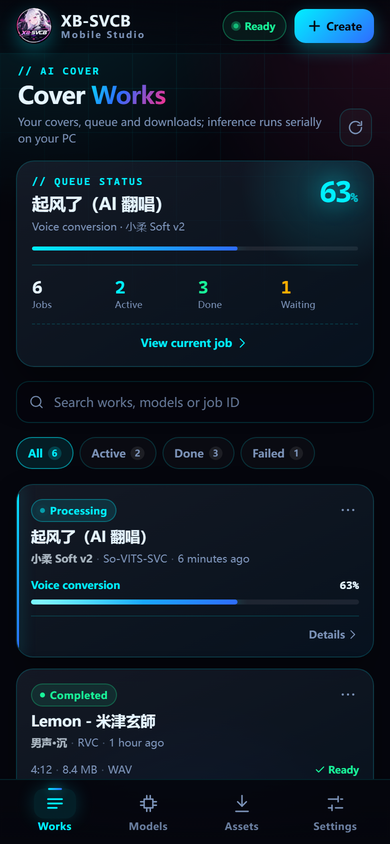 XB-SVCB
XB-SVCB
Mobile Studio
Ready
+ Create
// AI COVER
Cover Works
Your covers, queue and downloads; inference runs serially
on your PC
// QUEUE STATUS
63%
起风了（AI 翻唱）
Voice conversion · 小柔 Soft v2
6 2 3 1
Jobs Active Done Waiting
View current job
Search works, models or job ID
All 6 Active 2 Done 3 Failed 1
Processing
起风了（AI 翻唱）
小柔 Soft v2 · So-VITS-SVC · 6 minutes ago
Voice conversion 63%
Details
Completed
Lemon - 米津玄師
男声•沉 · RVC · 1 hour ago
4:12 · 8.4 MB · WAV Ready
Works Models Assets Settings